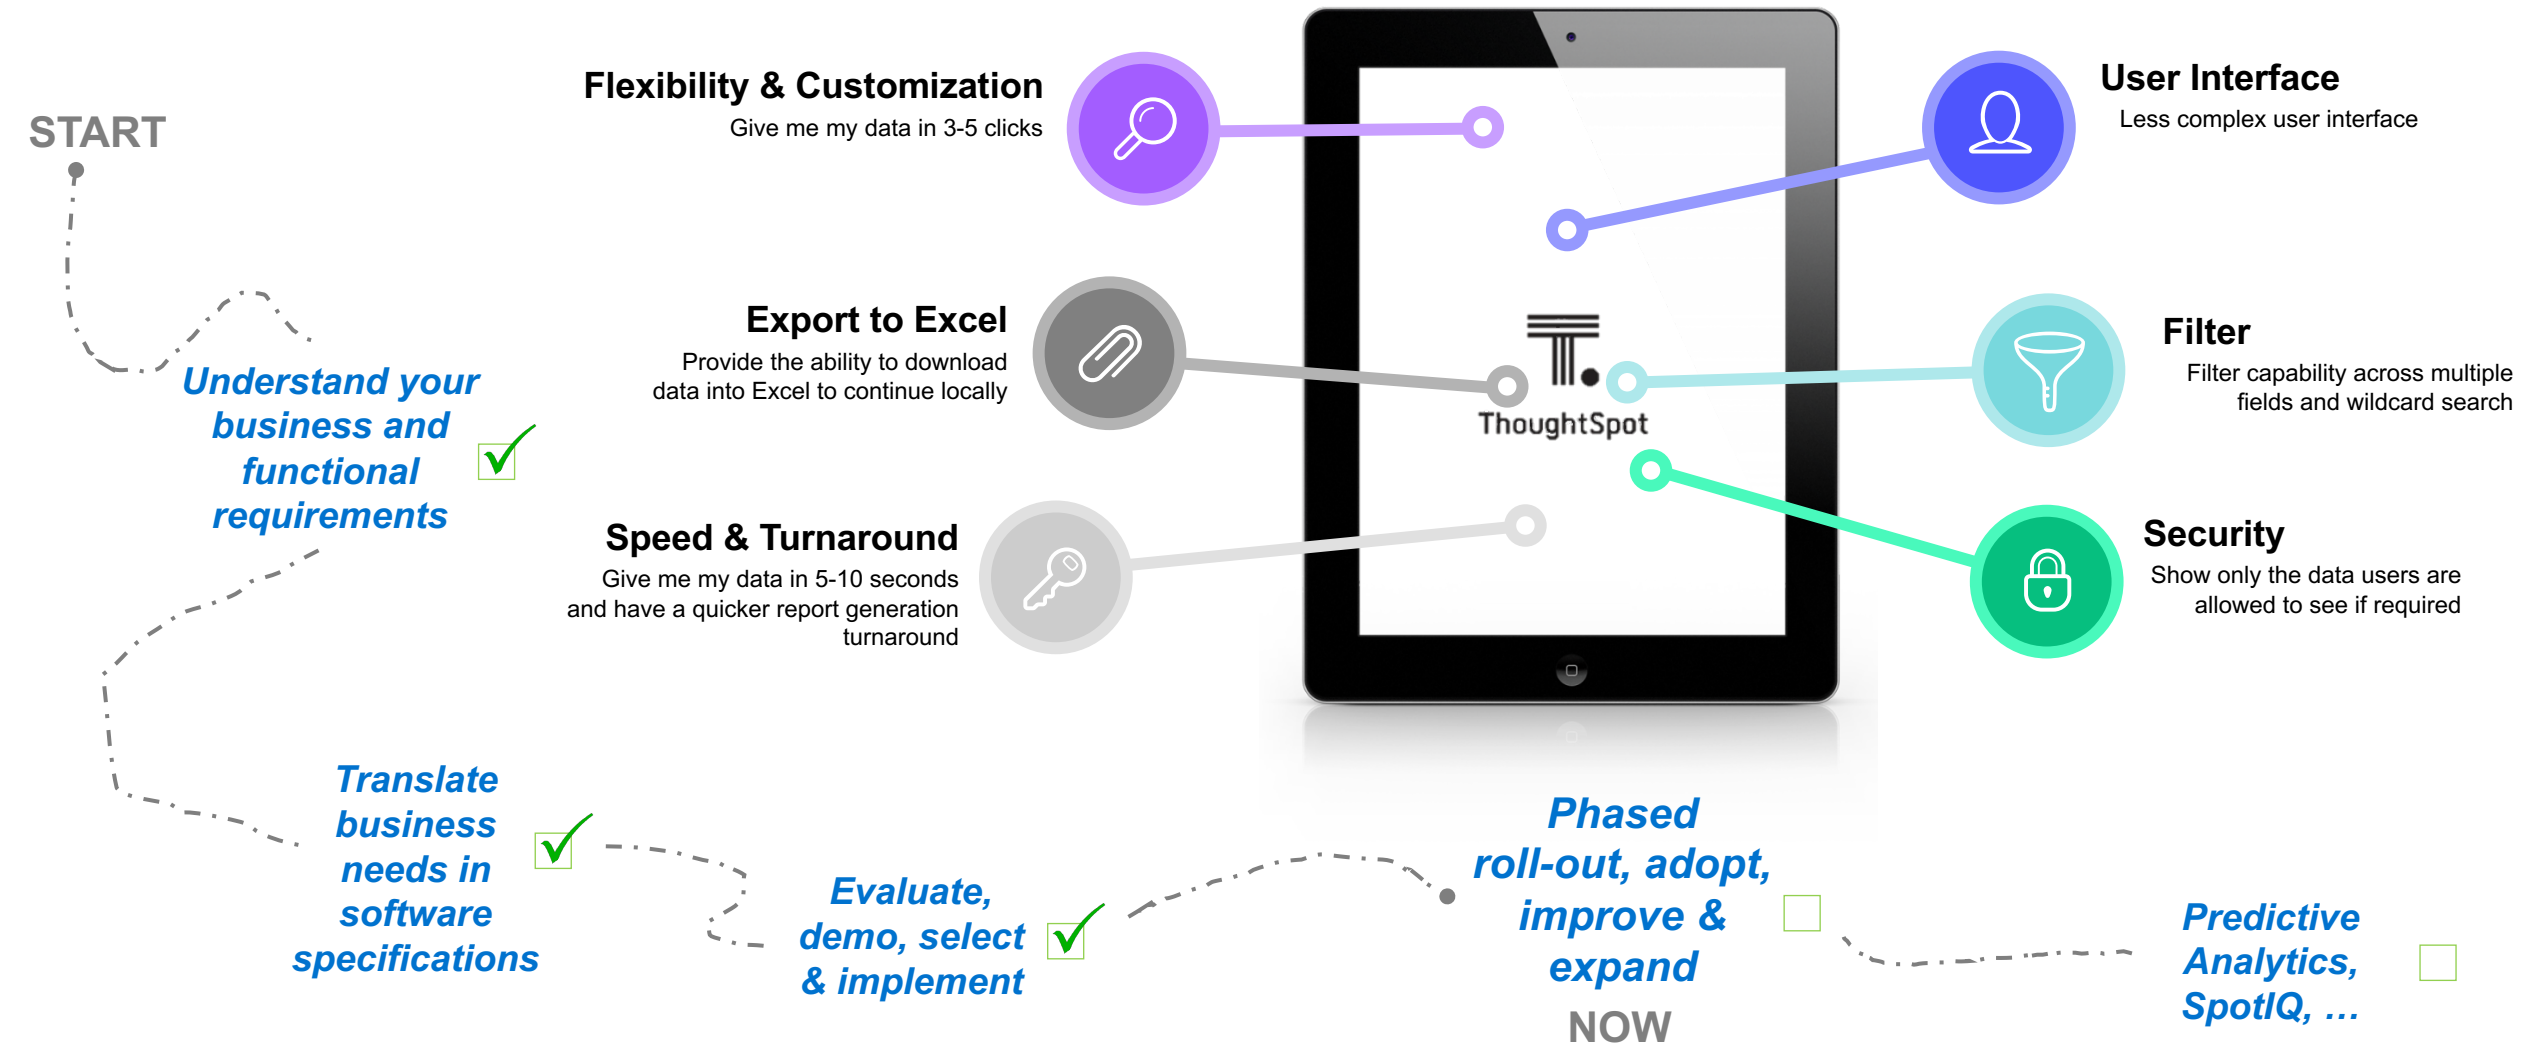 START
Flexibility & Customization
Give me my data in 3-5 clicks
User Interface
Less complex user interface
Export to Excel
Provide the ability to download
data into Excel to continue locally
Filter
Filter capability across multiple
fields and wildcard search
ThoughtSpot
Speed & Turnaround
Give me my data in 5-10 seconds
and have a quicker report generation
turnaround
Security
Show only the data users are
allowed to see if required
Understand your
business and
functional
requirements
Translate
business
needs in
software
specifications
Evaluate,
demo, select
& implement
Phased
roll-out, adopt,
improve &
expand
NOW
Predictive
Analytics,
SpotIQ, …